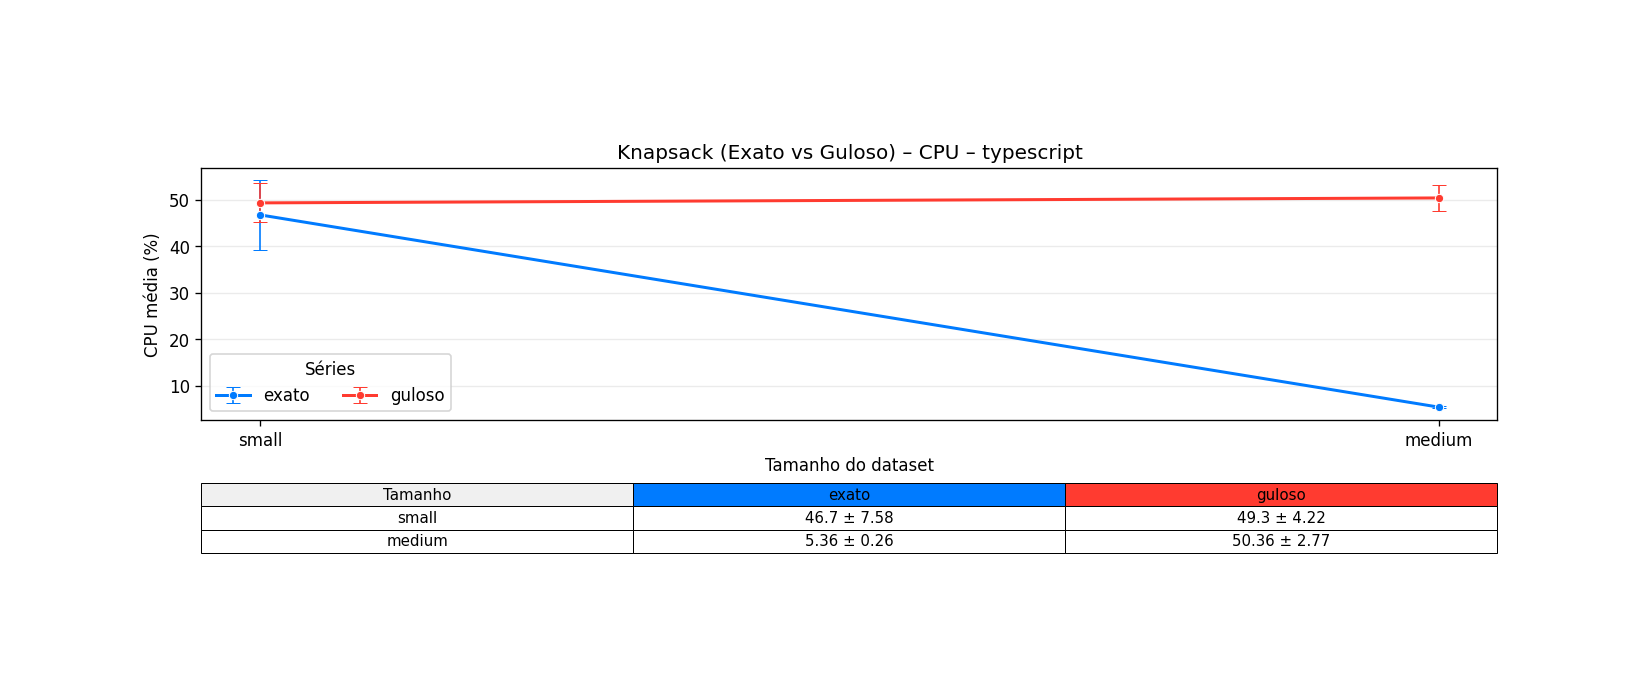 Knapsack (Exato vs Guloso) – CPU – typescript
CPU média (%)
50
40
30
20
10
Séries
exato guloso
small medium
Tamanho do dataset
Tamanho exato guloso
small 46.7 ± 7.58 49.3 ± 4.22
medium 5.36 ± 0.26 50.36 ± 2.77